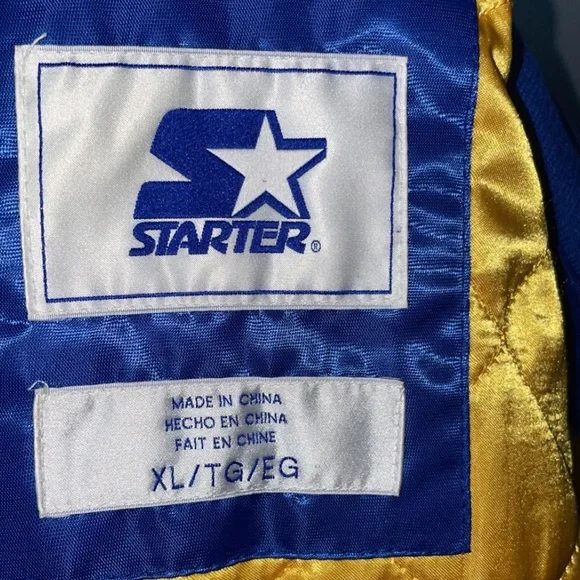 STARTER®
MADE IN CHINA
HECHO EN CHINA
FAIT EN CHINE
XL/TG/EG